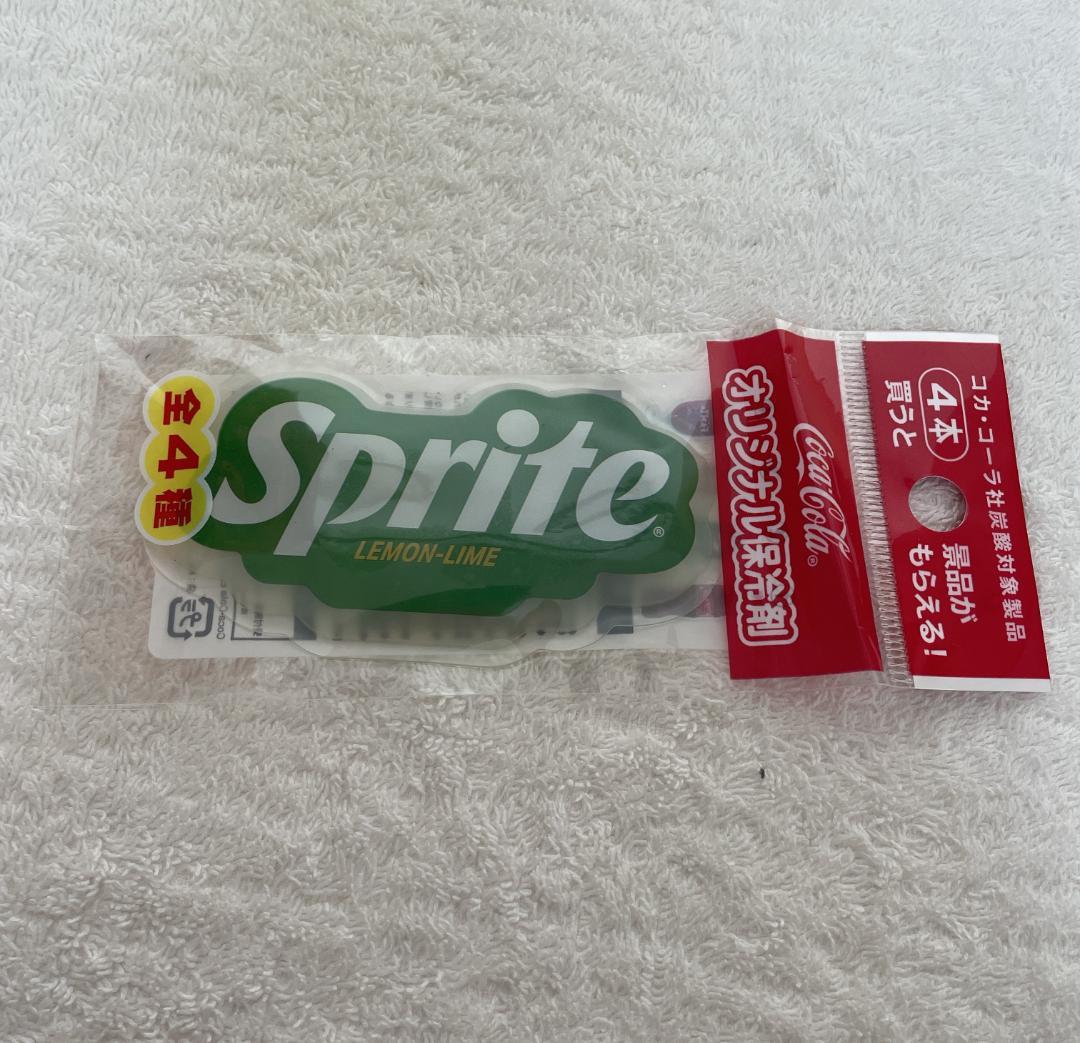 コカ・コーラ社炭酸対象製品
4本
買うと
景品が
もらえる!
Coca-Cola®
オリジナル保冷剤
全4種
Sprite®
LEMON-LIME
プラ